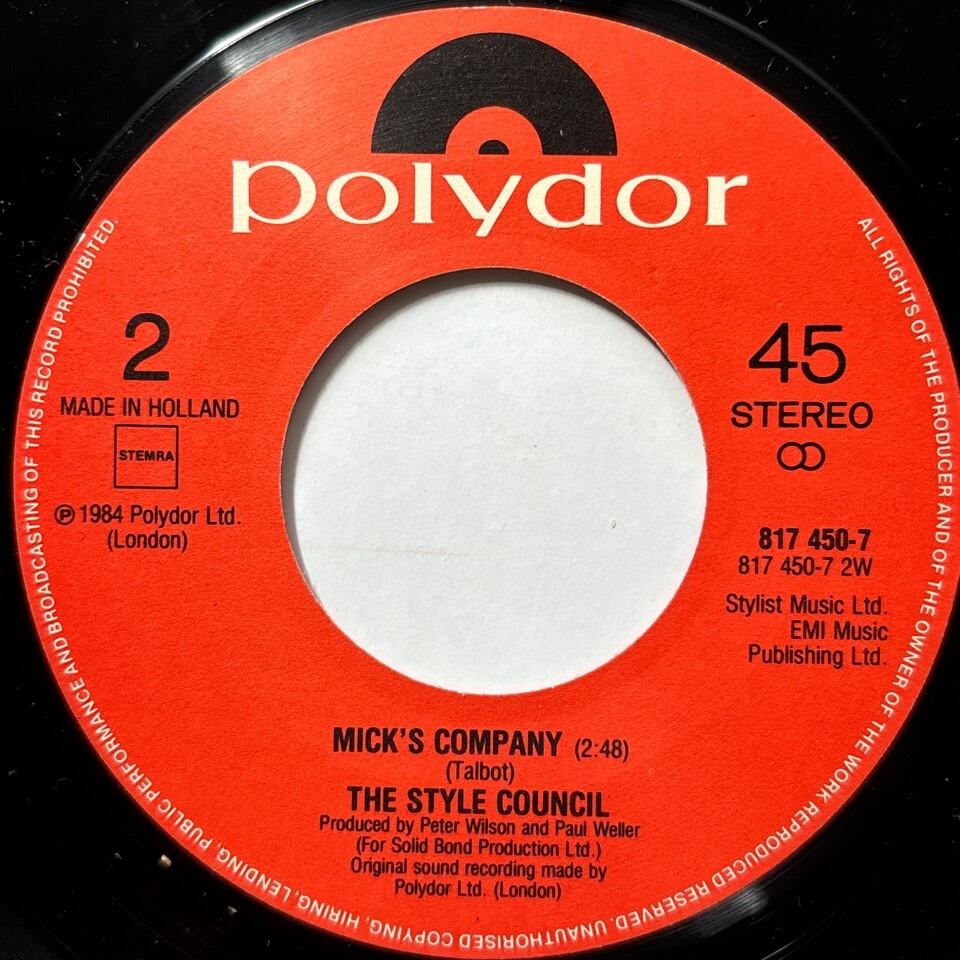 polydor
2
MADE IN HOLLAND
STEMRA
℗ 1984 Polydor Ltd.
(London)
45
STEREO
817 450-7
817 450-7 2W
Stylist Music Ltd.
EMI Music
Publishing Ltd.
MICK'S COMPANY (2:48)
(Talbot)
THE STYLE COUNCIL
Produced by Peter Wilson and Paul Weller
(For Solid Bond Production Ltd.)
Original sound recording made by
Polydor Ltd. (London)
ALL RIGHTS OF THE PRODUCER AND OF THE OWNER OF THE WORK REPRODUCED RESERVED. UNAUTHORISED COPYING, HIRING, LENDING, PUBLIC PERFORMANCE AND BROADCASTING OF THIS RECORD PROHIBITED.